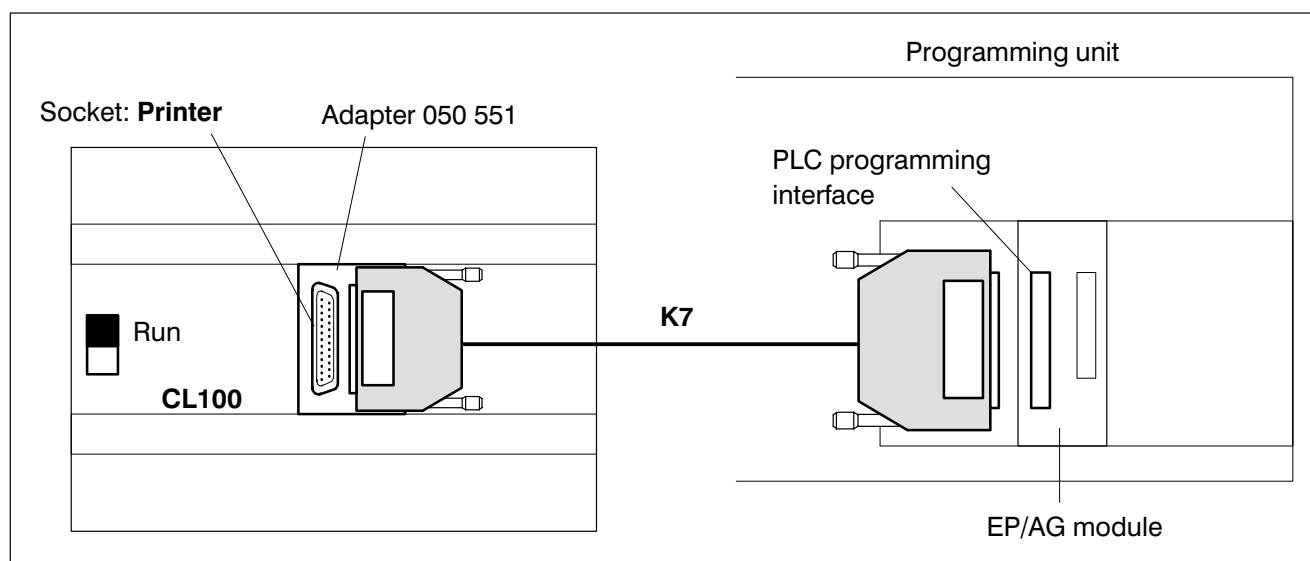 Programming unit
Socket: Printer
Adapter 050 551
PLC programming
interface
Run
K7
CL100
EP/AG module